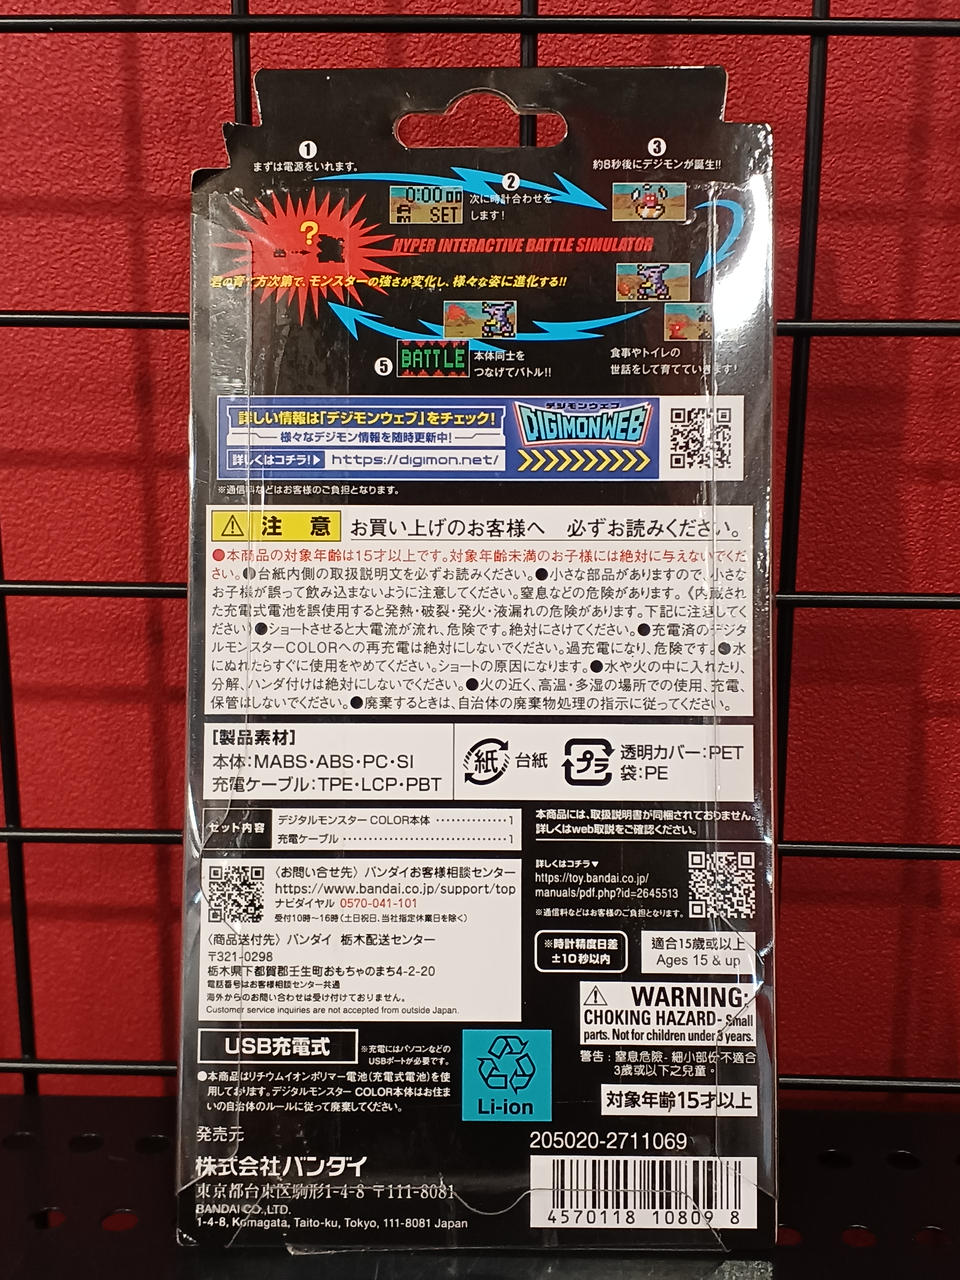 1
まずは電源をいれます。
2
次に時計合わせを
します!
3
約8秒後にデジモンが誕生!!
0:00
SET
?
HYPER INTERACTIVE BATTLE SIMULATOR
君の育て方次第で、モンスターの強さが変化し、様々な姿に進化する!!
5
BATTLE
本体同士を
つなげてバトル!!
食事やトイレの
世話をして育てていきます!
詳しい情報は「デジモンウェブ」をチェック!
様々なデジモン情報を随時更新中!
詳しくはコチラ!▶ https://digimon.net/
デジモンウェブ
DIGIMONWEB
※通信料などはお客様のご負担となります。
注 意 お買い上げのお客様へ 必ずお読みください。
●本商品の対象年齢は15才以上です。対象年齢未満のお子様には絶対に与えないでくだ
さい。●台紙内側の取扱説明文を必ずお読みください。●小さな部品がありますので、小さな
お子様が誤って飲み込まないように注意してください。窒息などの危険があります。《内蔵され
た充電式電池を誤使用すると発熱・破裂・発火・液漏れの危険があります。下記に注意してく
ださい》●ショートさせると大電流が流れ、危険です。絶対にさけてください。●充電済のデジタ
ルモンスターCOLORへの再充電は絶対にしないでください。過充電になり、危険です。●水
にぬれたらすぐに使用をやめてください。ショートの原因になります。●水や火の中に入れたり、
分解、ハンダ付けは絶対にしないでください。●火の近く、高温・多湿の場所での使用、充電、
保管はしないでください。●廃棄するときは、自治体の廃棄物処理の指示に従ってください。
[製品素材]
本体:MABS・ABS・PC・SI
充電ケーブル:TPE・LCP・PBT
紙 台紙
プラ 透明カバー:PET
袋:PE
セット内容
デジタルモンスター COLOR本体 ············1
充電ケーブル ·························1
本商品には、取扱説明書が同梱されておりません。
詳しくはweb取説をご確認ください。
詳しくはコチラ▼
https://toy.bandai.co.jp/
manuals/pdf.php?id=2645513
※通信料などはお客様のご負担となります。
〈お問い合せ先〉バンダイお客様相談センター
https://www.bandai.co.jp/support/top
ナビダイヤル 0570-041-101
受付10時〜16時(土日祝日、当社指定休業日を除く)
〈商品送付先〉バンダイ 栃木配送センター
〒321-0298
栃木県下都賀郡壬生町おもちゃのまち4-2-20
電話番号はお客様相談センター共通
海外からのお問い合わせは受け付けておりません。
Customer service inquiries are not accepted from outside Japan.
※時計精度日差
±10秒以内
適合15歲或以上
Ages 15 & up
WARNING:
CHOKING HAZARD- Small
parts. Not for children under 3 years.
警告:窒息危險- 細小部份不適合
3歲或以下之兒童。
対象年齢15才以上
USB充電式
※充電にはパソコンなどの
USBポートが必要です。
●本商品はリチウムイオンポリマー電池(充電式電池)を使
用しております。デジタルモンスター COLOR本体はお住ま
いの自治体のルールに従って廃棄してください。
Li-ion
発売元
株式会社バンダイ
東京都台東区駒形1-4-8 〒111-8081
BANDAI CO.,LTD.
1-4-8, Komagata, Taito-ku, Tokyo, 111-8081 Japan
205020-2711069
4570118 10809 8